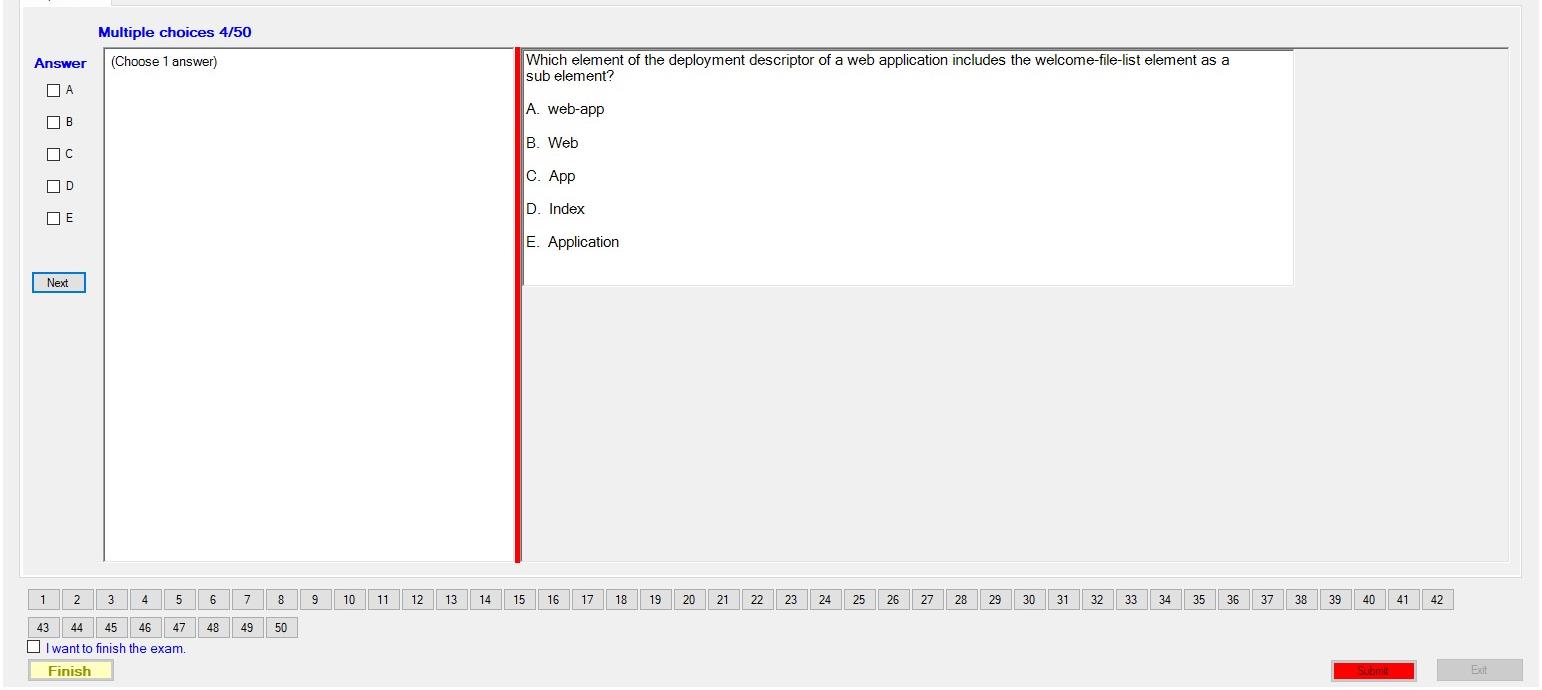 Multiple choices 4/50
Answer
(Choose 1 answer)
A
B
C
D
E
Next
Which element of the deployment descriptor of a web application includes the welcome-file-list element as a
sub element?
A. web-app
B. Web
C. App
D. Index
E. Application
1 2 3 4 5 6 7 8 9 10 11 12 13 14 15 16 17 18 19 20 21 22 23 24 25 26 27 28 29 30 31 32 33 34 35 36 37 38 39 40 41 42
43 44 45 46 47 48 49 50
I want to finish the exam.
Finish
Submit
Exit